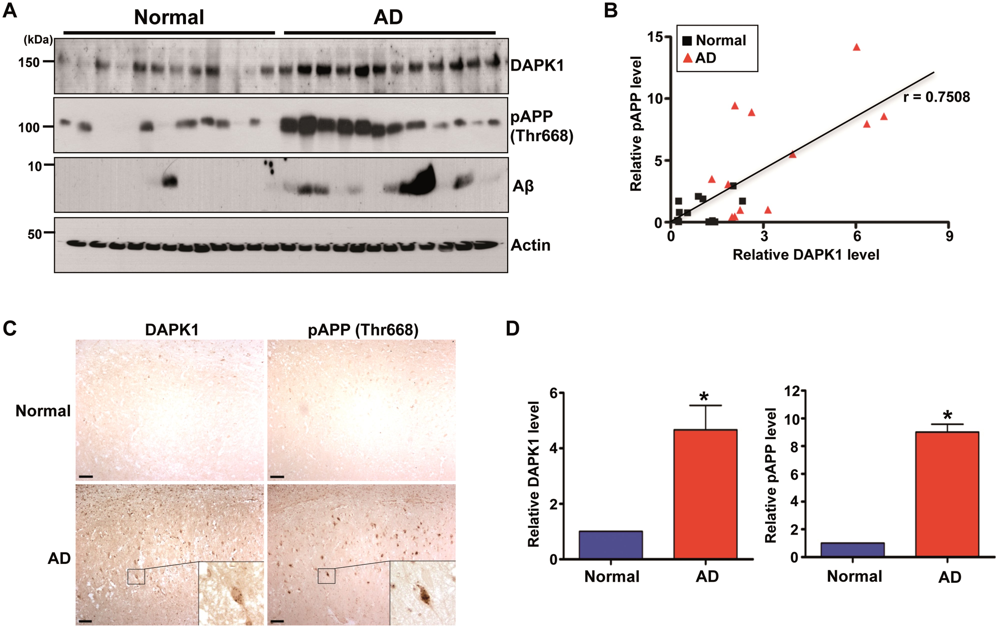 A
Normal AD
(kDa)
150 DAPK1
100 pAPP
(Thr668)
10 Aβ
50 Actin
B
Relative pAPP level
15
10
5
0
Normal
AD
r = 0.7508
0 3 6 9
Relative DAPK1 level
C
DAPK1 pAPP (Thr668)
Normal
AD
D
Relative DAPK1 level
6
4
2
0
*
Normal AD
Relative pAPP level
12
10
8
6
4
2
0
*
Normal AD